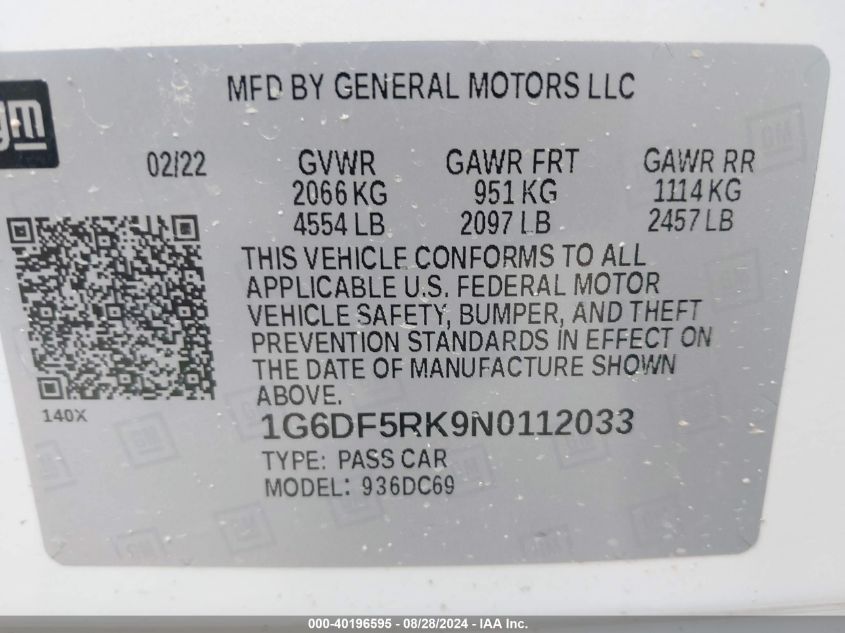 MFD BY GENERAL MOTORS LLC
gm
02/22 GVWR GAWR FRT GAWR RR
2066 KG 951 KG 1114 KG
4554 LB 2097 LB 2457 LB
THIS VEHICLE CONFORMS TO ALL
APPLICABLE U.S. FEDERAL MOTOR
VEHICLE SAFETY, BUMPER, AND THEFT
PREVENTION STANDARDS IN EFFECT ON
THE DATE OF MANUFACTURE SHOWN
ABOVE.
140X
1G6DF5RK9N0112033
TYPE: PASS CAR
MODEL: 936DC69
000-40196595 - 08/28/2024 - IAAI Inc.